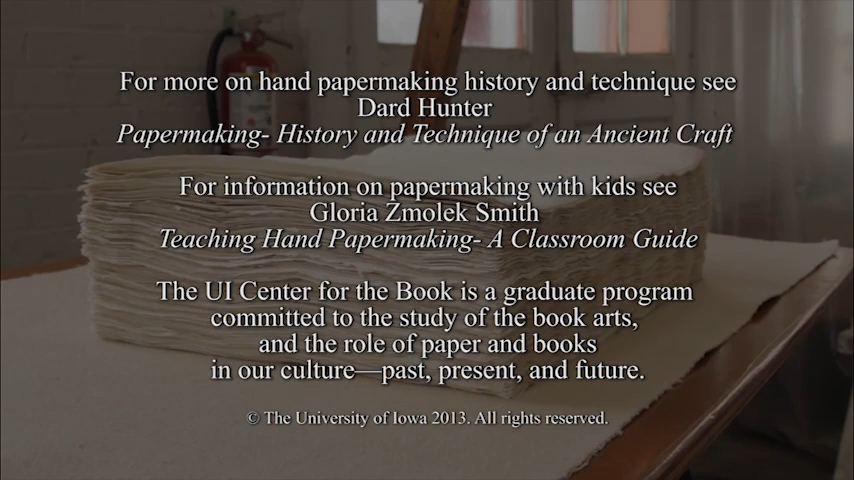 For more on hand papermaking history and technique see
Dard Hunter
Papermaking- History and Technique of an Ancient Craft
For information on papermaking with kids see
Gloria Zmolek Smith
Teaching Hand Papermaking- A Classroom Guide
The UI Center for the Book is a graduate program
committed to the study of the book arts,
and the role of paper and books
in our culture—past, present, and future.
© The University of Iowa 2013. All rights reserved.